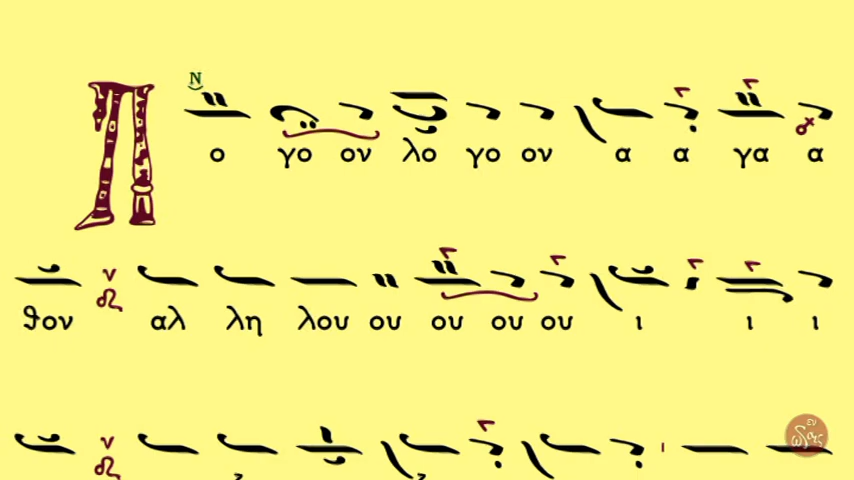 Π ο γο ον λο γο ον α α γα α
θον αλ λη λου ου ου ου ου ι ι ι